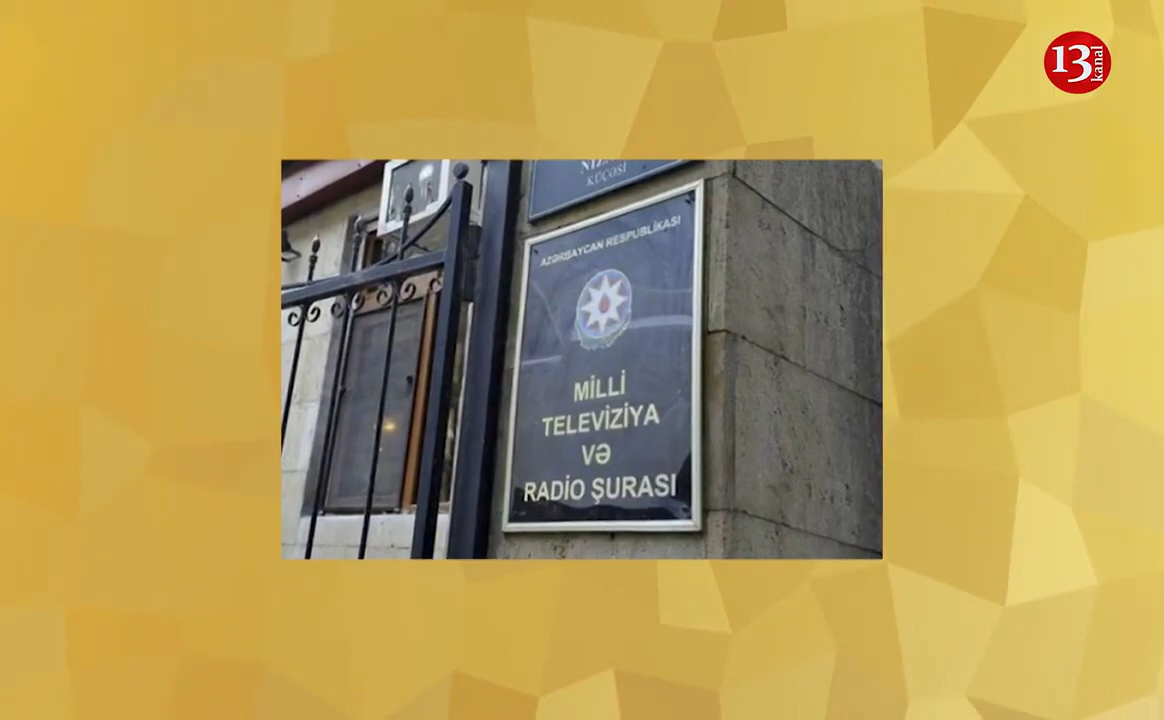 13 kanal
KÜÇƏSİ
AZƏRBAYCAN RESPUBLİKASI
MİLLİ
TELEVİZİYA
VƏ
RADİO ŞURASI